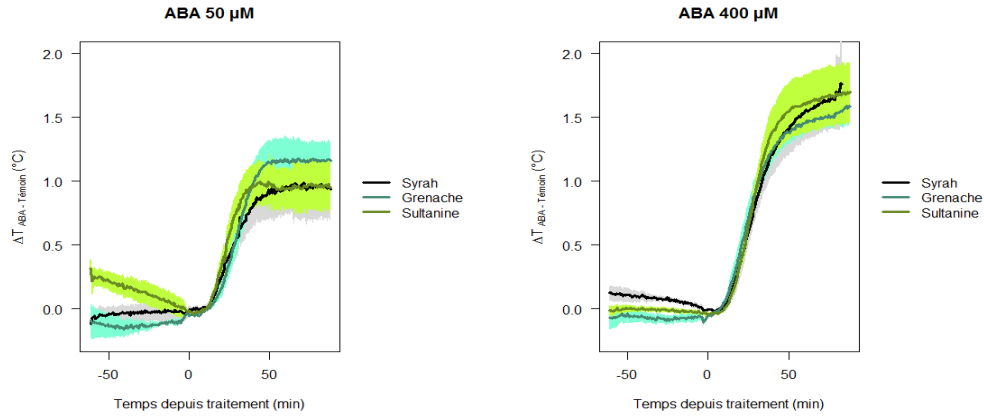 ABA 50 µM
2.0
1.5
1.0
0.5
0.0
ΔT ABA - Témoin (°C)
-50 0 50
Temps depuis traitement (min)
Syrah
Grenache
Sultanine
ABA 400 µM
2.0
1.5
1.0
0.5
0.0
ΔT ABA - Témoin (°C)
-50 0 50
Temps depuis traitement (min)
Syrah
Grenache
Sultanine